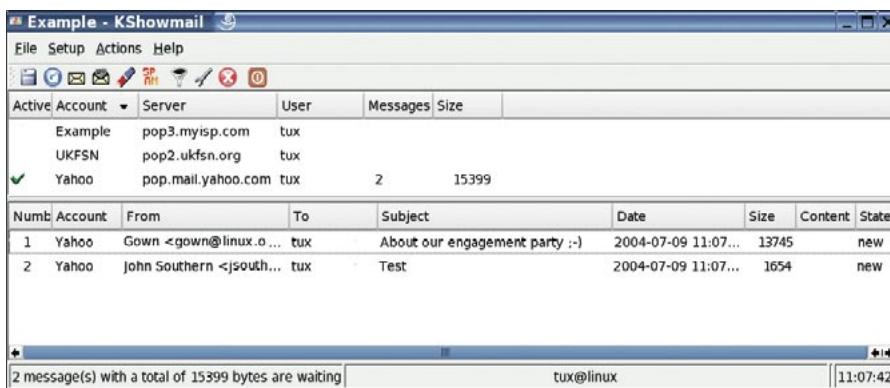 Example - KShowmail
File Setup Actions Help
Active Account Server User Messages Size
Example pop3.myisp.com tux
UKFSN pop2.ukfsn.org tux
Yahoo pop.mail.yahoo.com tux 2 15399
Numb Account From To Subject Date Size Content State
1 Yahoo Gown <gown@linux.o... tux About our engagement party ;-) 2004-07-09 11:07... 13745 new
2 Yahoo John Southern <jsouth... tux Test 2004-07-09 11:07... 1654 new
2 message(s) with a total of 15399 bytes are waiting tux@linux 11:07:42